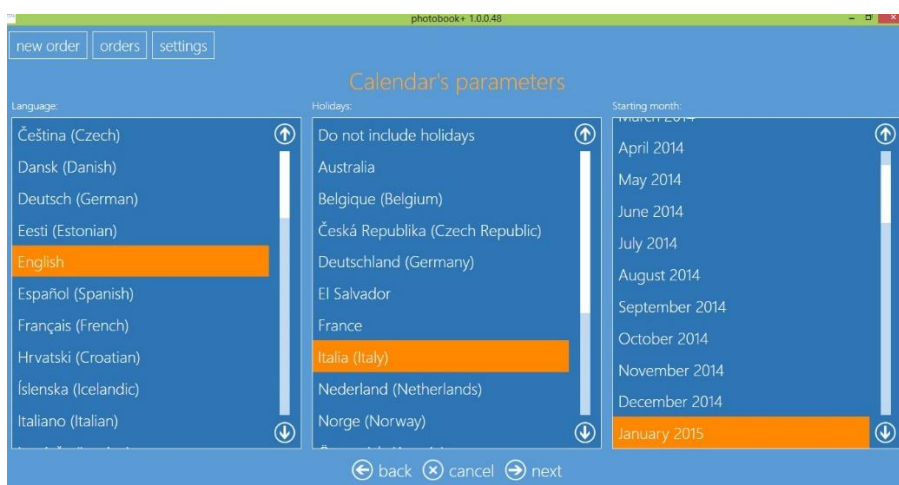 photobook+ 1.0.0.48
new order orders settings
Calendar's parameters
Language:
Čeština (Czech)
Dansk (Danish)
Deutsch (German)
Eesti (Estonian)
English
Español (Spanish)
Français (French)
Hrvatski (Croatian)
Íslenska (Icelandic)
Italiano (Italian)
Holidays:
Do not include holidays
Australia
Belgique (Belgium)
Česká Republika (Czech Republic)
Deutschland (Germany)
El Salvador
France
Italia (Italy)
Nederland (Netherlands)
Norge (Norway)
Starting month:
March 2014
April 2014
May 2014
June 2014
July 2014
August 2014
September 2014
October 2014
November 2014
December 2014
January 2015
back cancel next